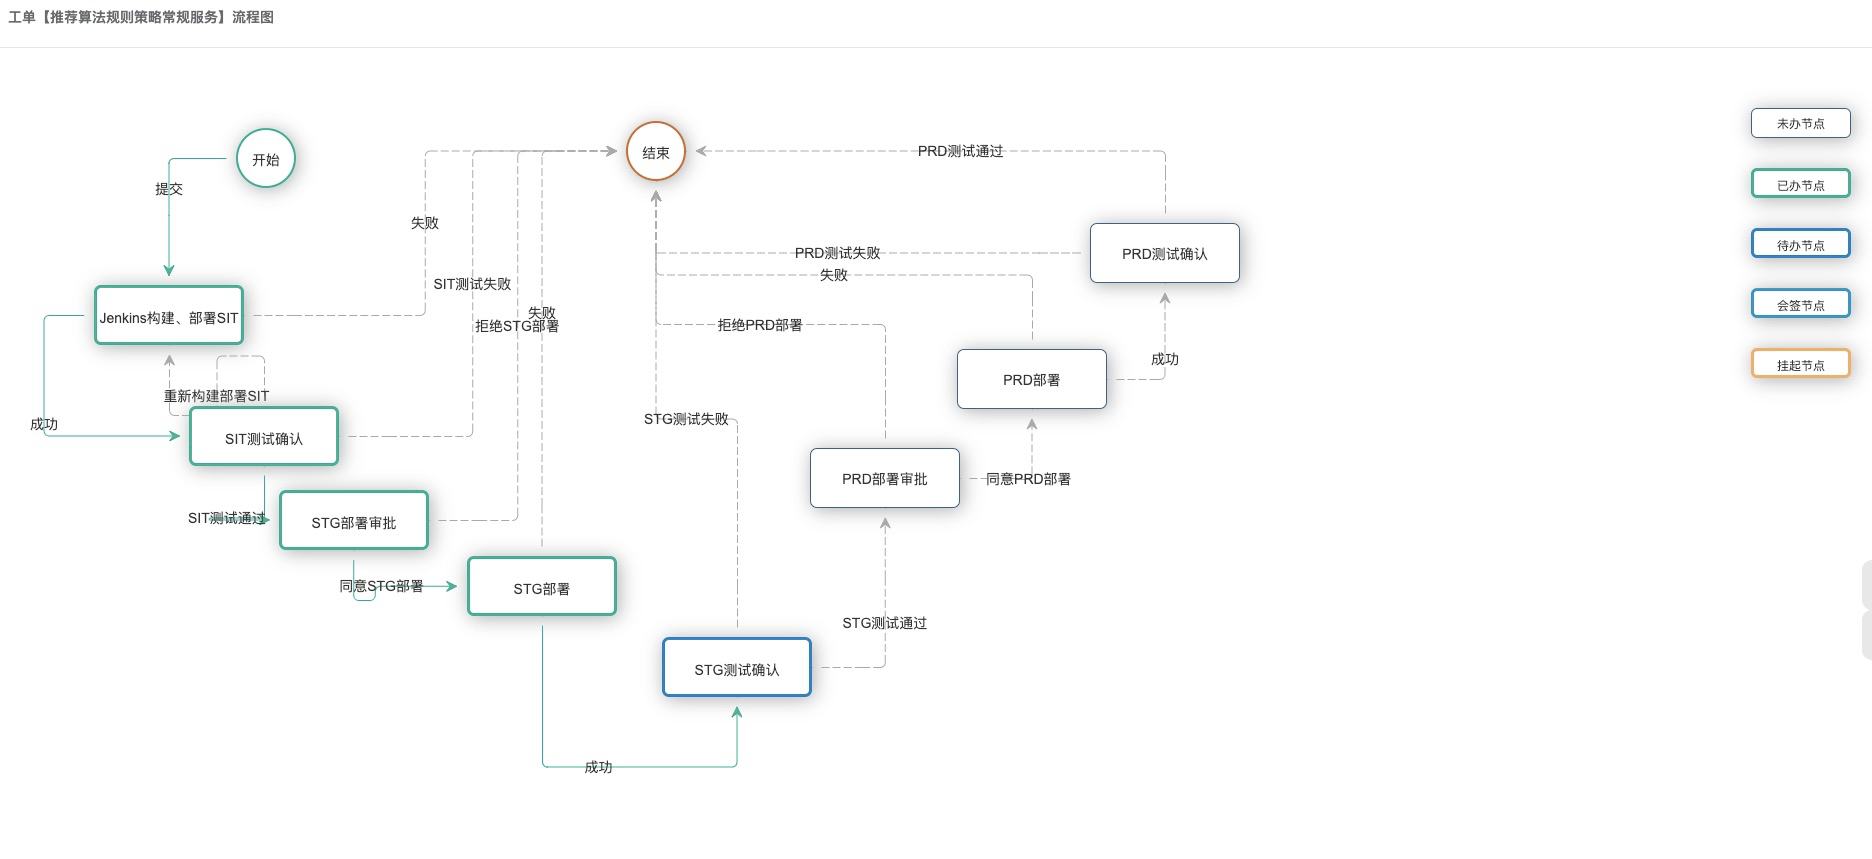 工单【推荐算法规则策略常规服务】流程图
未办节点
已办节点
待办节点
会签节点
挂起节点
开始
结束
PRD测试通过
提交
失败
PRD测试失败
PRD测试确认
失败
SIT测试失败
Jenkins构建、部署SIT
失败
拒绝STG部署
拒绝PRD部署
成功
PRD部署
重新构建部署SIT
成功
STG测试失败
SIT测试确认
PRD部署审批
同意PRD部署
SIT测试通过
STG部署审批
同意STG部署
STG部署
STG测试通过
STG测试确认
成功